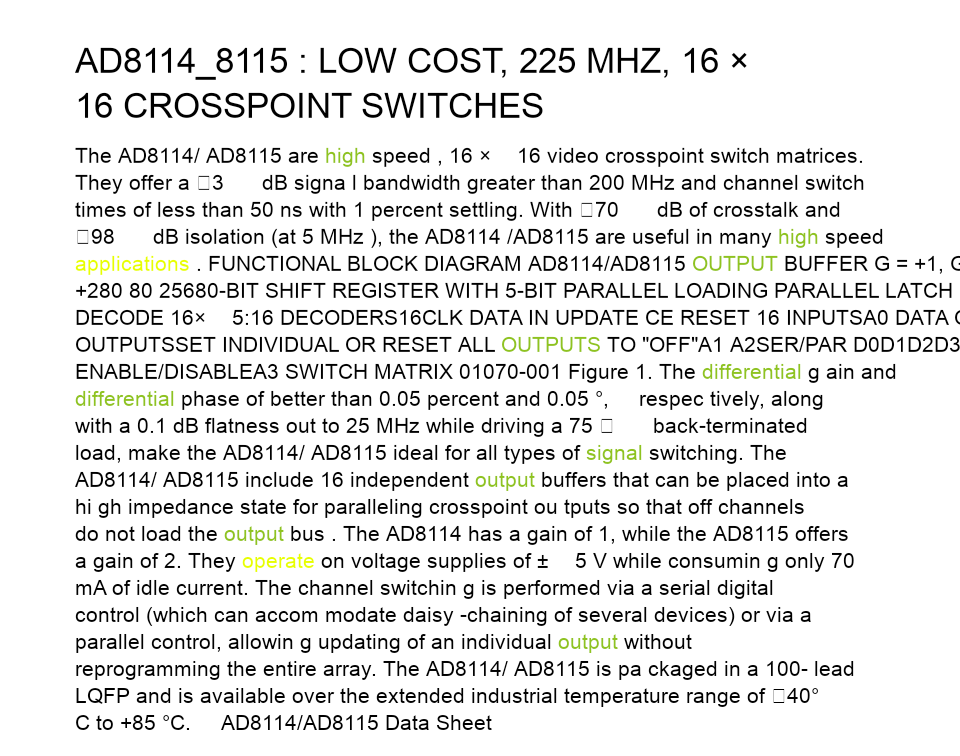 AD8114_8115 : LOW COST, 225 MHZ, 16 ×
16 CROSSPOINT SWITCHES
The AD8114/ AD8115 are high speed , 16 × 16 video crosspoint switch matrices.
They offer a □3 dB signa l bandwidth greater than 200 MHz and channel switch
times of less than 50 ns with 1 percent settling. With □70 dB of crosstalk and
□98 dB isolation (at 5 MHz ), the AD8114 /AD8115 are useful in many high speed
applications . FUNCTIONAL BLOCK DIAGRAM AD8114/AD8115 OUTPUT BUFFER G = +1, G
+280 80 25680-BIT SHIFT REGISTER WITH 5-BIT PARALLEL LOADING PARALLEL LATCH
DECODE 16× 5:16 DECODERS16CLK DATA IN UPDATE CE RESET 16 INPUTSA0 DATA
OUTPUTSSET INDIVIDUAL OR RESET ALL OUTPUTS TO "OFF"A1 A2SER/PAR D0D1D2D3
ENABLE/DISABLEA3 SWITCH MATRIX 01070-001 Figure 1. The differential g ain and
differential phase of better than 0.05 percent and 0.05 °, respec tively, along
with a 0.1 dB flatness out to 25 MHz while driving a 75 □ back-terminated
load, make the AD8114/ AD8115 ideal for all types of signal switching. The
AD8114/ AD8115 include 16 independent output buffers that can be placed into a
hi gh impedance state for paralleling crosspoint ou tputs so that off channels
do not load the output bus . The AD8114 has a gain of 1, while the AD8115 offers
a gain of 2. They operate on voltage supplies of ± 5 V while consumin g only 70
mA of idle current. The channel switchin g is performed via a serial digital
control (which can accom modate daisy -chaining of several devices) or via a
parallel control, allowin g updating of an individual output without
reprogramming the entire array. The AD8114/ AD8115 is pa ckaged in a 100- lead
LQFP and is available over the extended industrial temperature range of □40°
C to +85 °C. AD8114/AD8115 Data Sheet